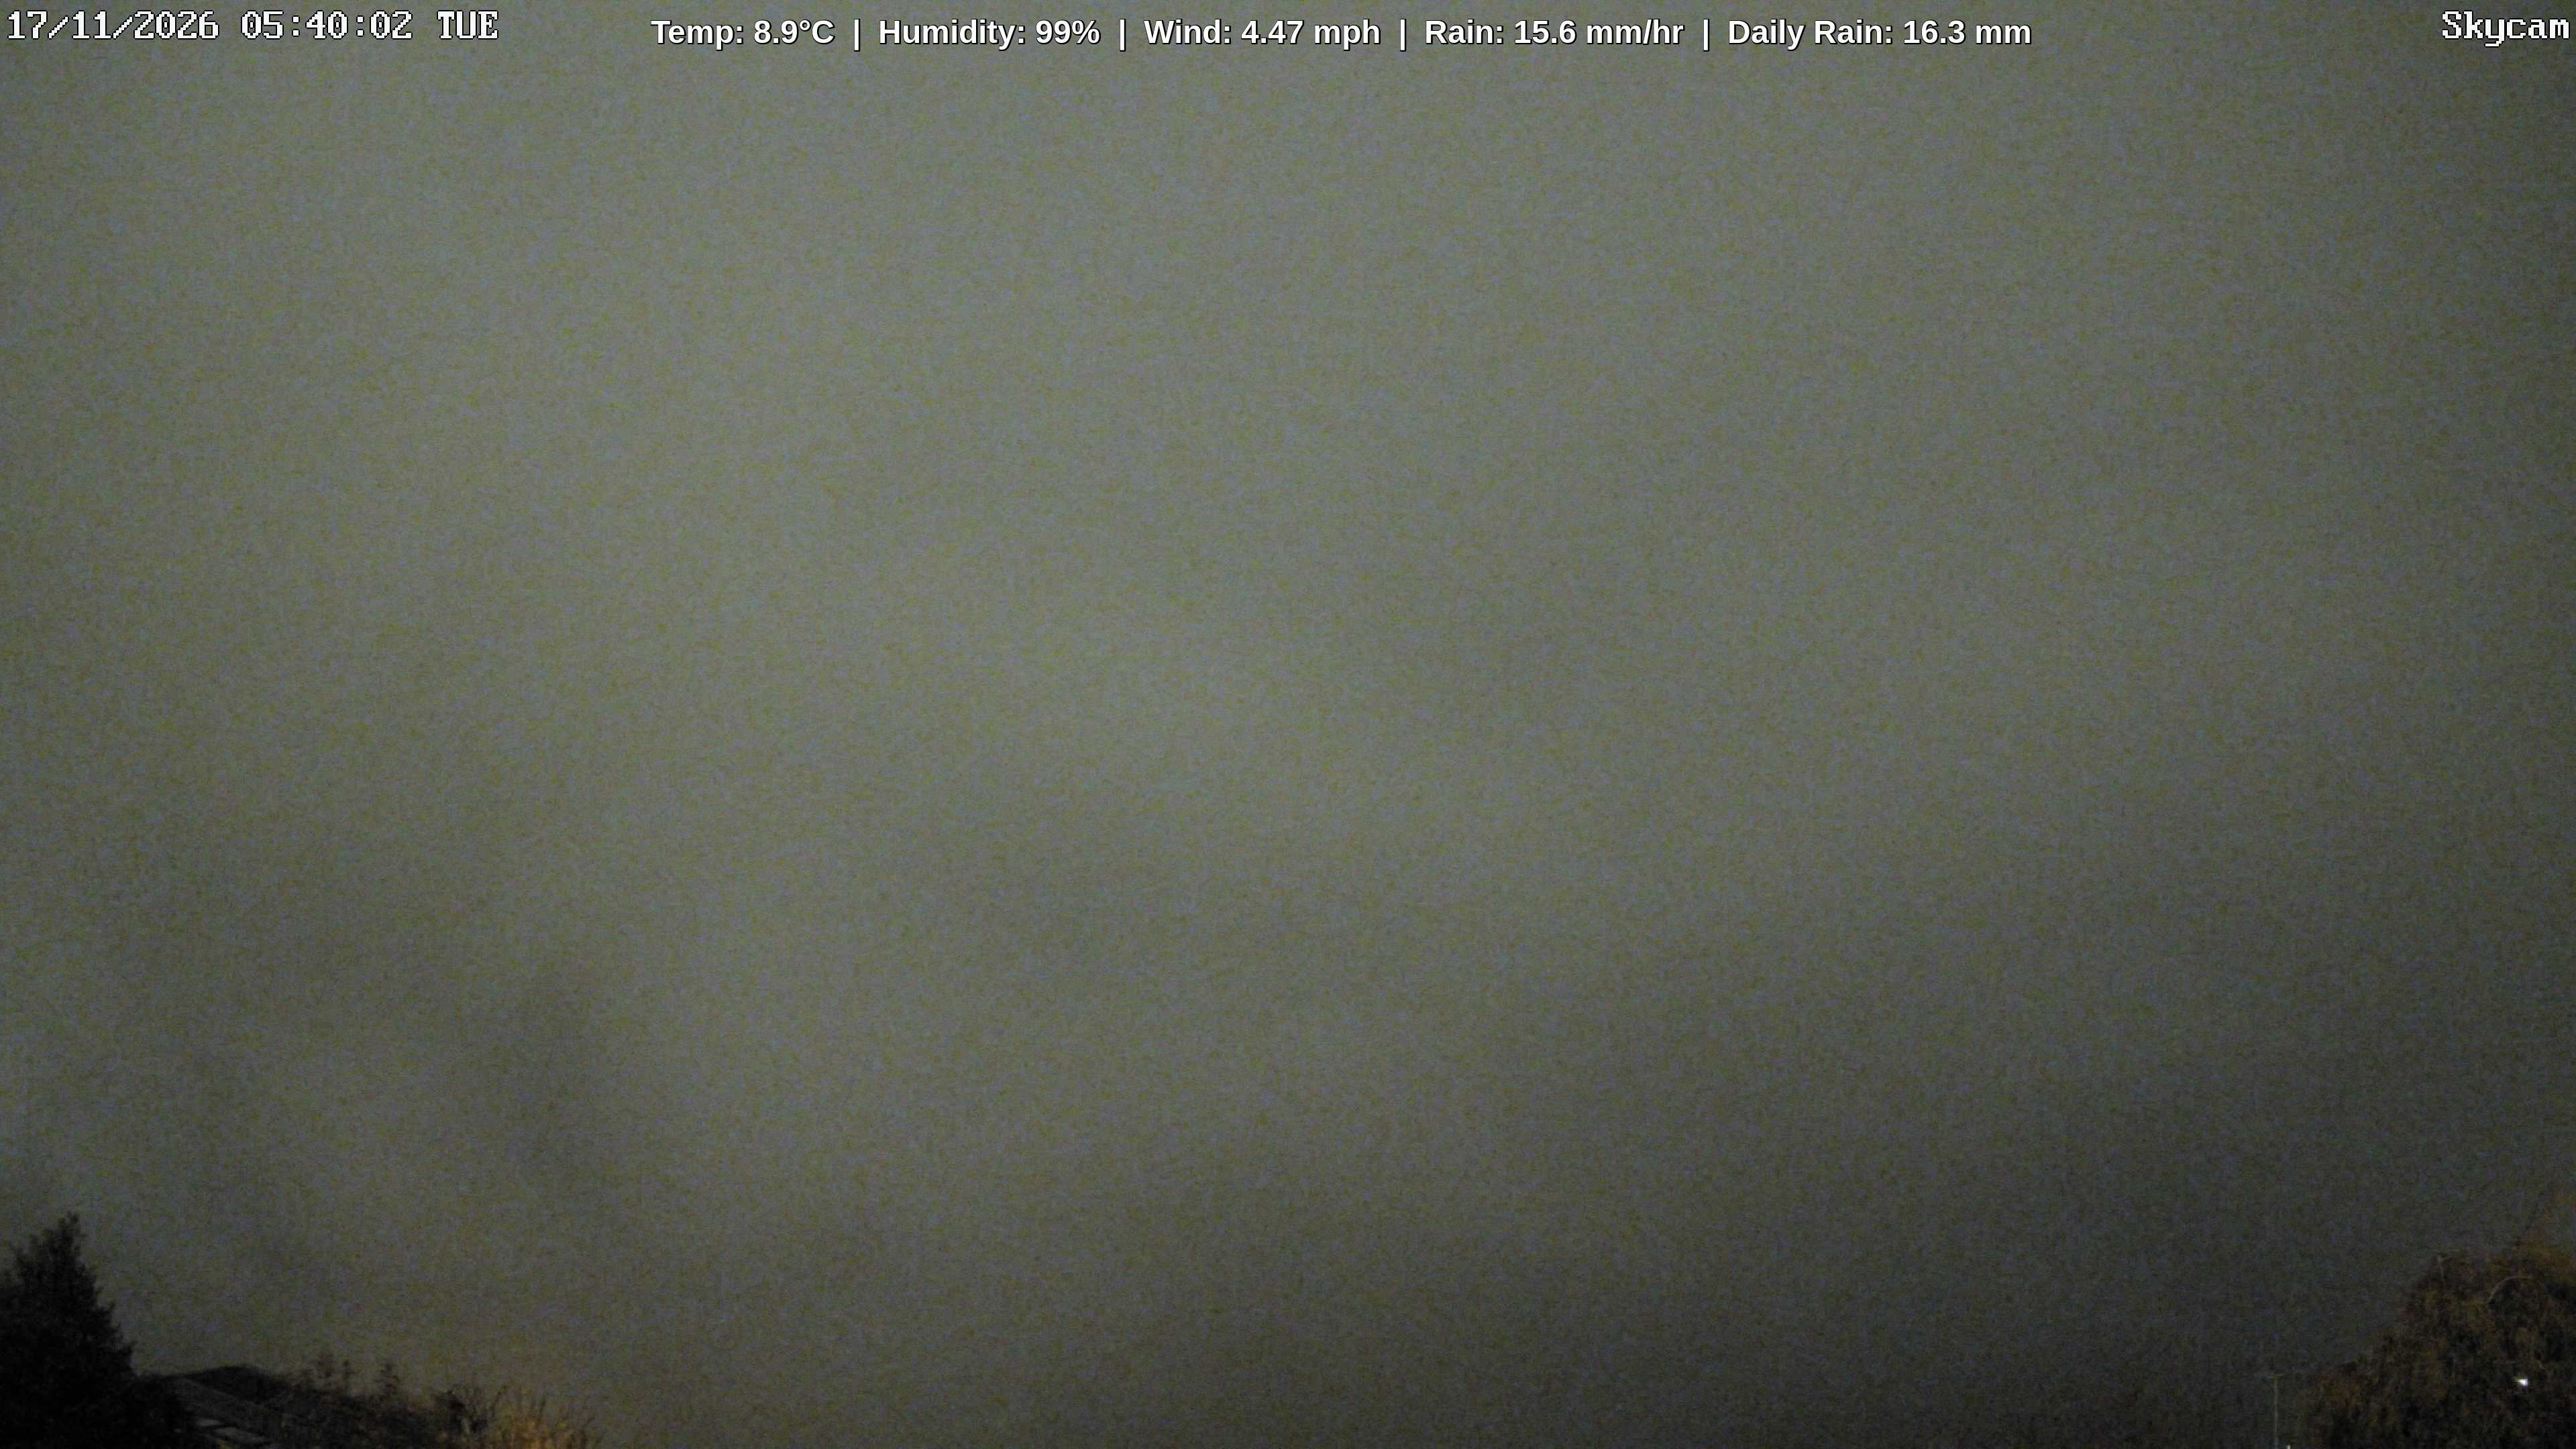 17/11/2026 05:40:02 TUE
Temp: 8.9°C | Humidity: 99% | Wind: 4.47 mph | Rain: 15.6 mm/hr | Daily Rain: 16.3 mm
Skycam